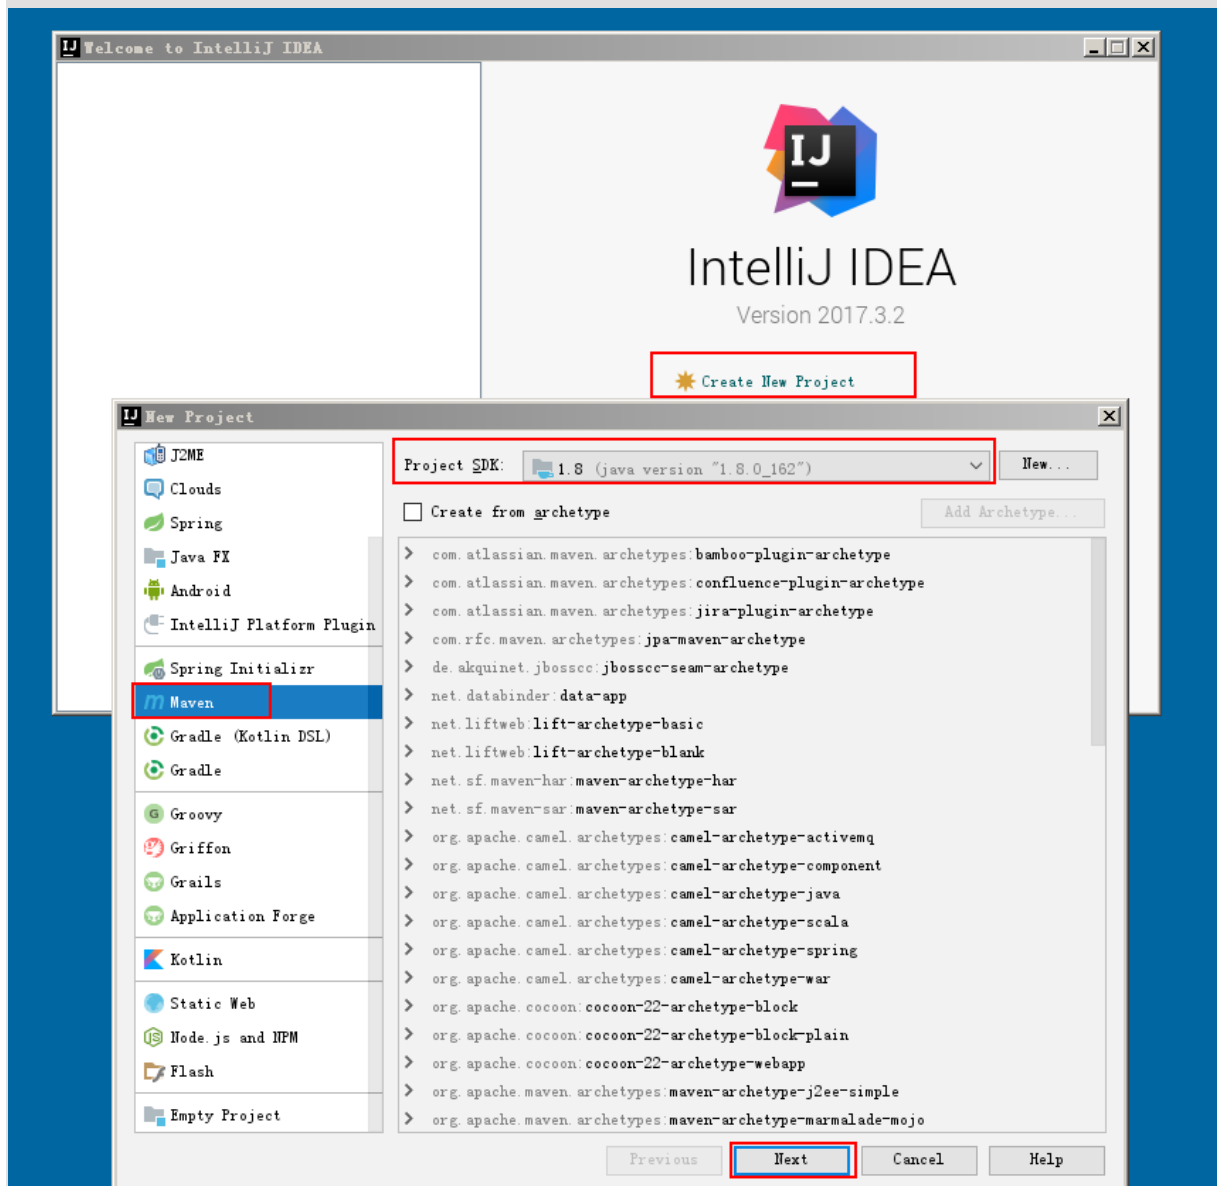 Welcome to IntelliJ IDEA
IJ
IntelliJ IDEA
Version 2017.3.2
Create New Project
New Project
J2ME
Clouds
Spring
Java FX
Android
IntelliJ Platform Plugin
Spring Initializr
Maven
Gradle (Kotlin DSL)
Gradle
Groovy
Griffon
Grails
Application Forge
Kotlin
Static Web
Node.js and NPM
Flash
Empty Project
Project SDK: 1.8 (java version "1.8.0_162") New...
Create from archetype Add Archetype...
com.atlassian.maven.archetypes:bamboo-plugin-archetype
com.atlassian.maven.archetypes:confluence-plugin-archetype
com.atlassian.maven.archetypes:jira-plugin-archetype
com.rfc.maven.archetypes:jpa-maven-archetype
de.akquinet.jbosscc:jbosscc-seam-archetype
net.databinder:data-app
net.liftweb:lift-archetype-basic
net.liftweb:lift-archetype-blank
net.sf.maven-har:maven-archetype-har
net.sf.maven-sar:maven-archetype-sar
org.apache.camel.archetypes:camel-archetype-activemq
org.apache.camel.archetypes:camel-archetype-component
org.apache.camel.archetypes:camel-archetype-java
org.apache.camel.archetypes:camel-archetype-scala
org.apache.camel.archetypes:camel-archetype-spring
org.apache.camel.archetypes:camel-archetype-war
org.apache.cocoon:cocoon-22-archetype-block
org.apache.cocoon:cocoon-22-archetype-block-plain
org.apache.cocoon:cocoon-22-archetype-webapp
org.apache.maven.archetypes:maven-archetype-j2ee-simple
org.apache.maven.archetypes:maven-archetype-marmalade-mojo
Previous Next Cancel Help